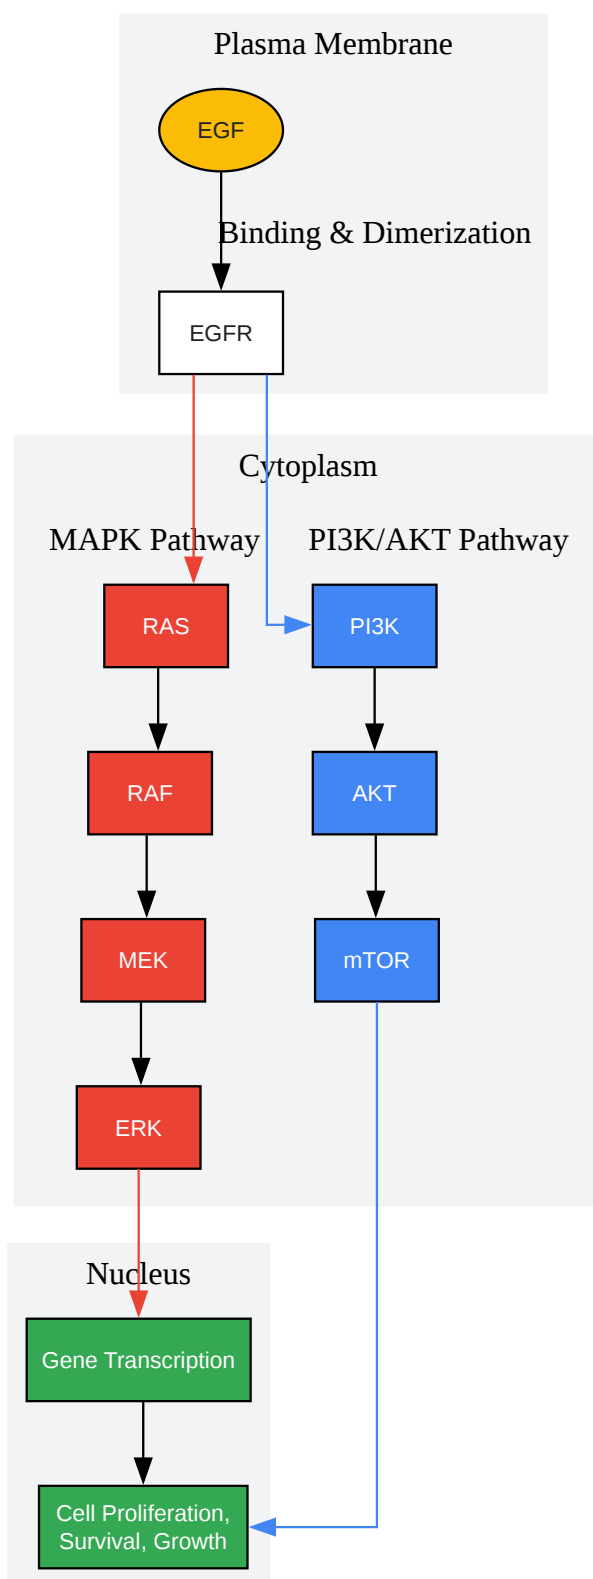 Plasma Membrane
EGF
Binding & Dimerization
EGFR
Cytoplasm
MAPK Pathway
PI3K/AKT Pathway
RAS
PI3K
RAF
AKT
MEK
mTOR
ERK
Nucleus
Gene Transcription
Cell Proliferation,
Survival, Growth